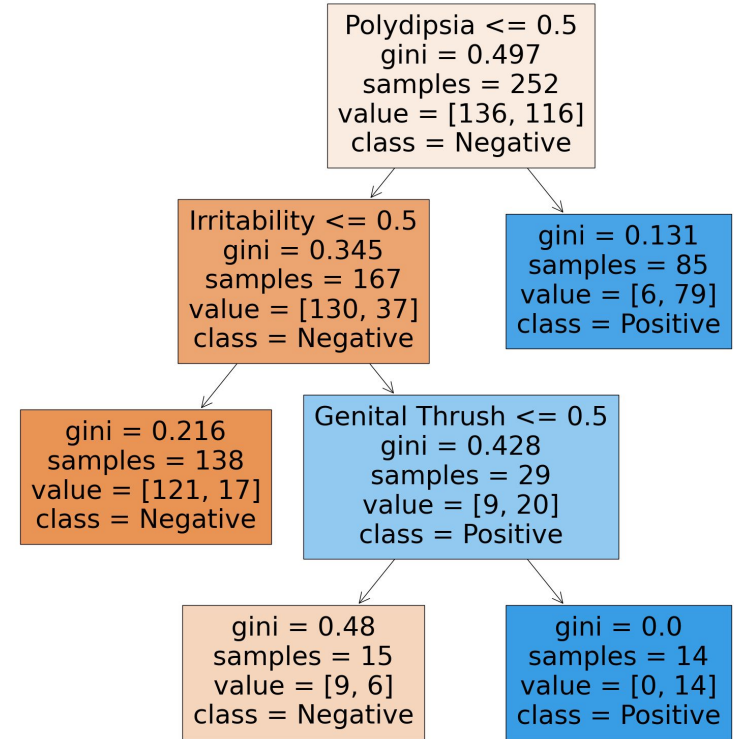 Polydipsia <= 0.5
gini = 0.497
samples = 252
value = [136, 116]
class = Negative
Irritability <= 0.5
gini = 0.345
samples = 167
value = [130, 37]
class = Negative
gini = 0.131
samples = 85
value = [6, 79]
class = Positive
gini = 0.216
samples = 138
value = [121, 17]
class = Negative
Genital Thrush <= 0.5
gini = 0.428
samples = 29
value = [9, 20]
class = Positive
gini = 0.48
samples = 15
value = [9, 6]
class = Negative
gini = 0.0
samples = 14
value = [0, 14]
class = Positive